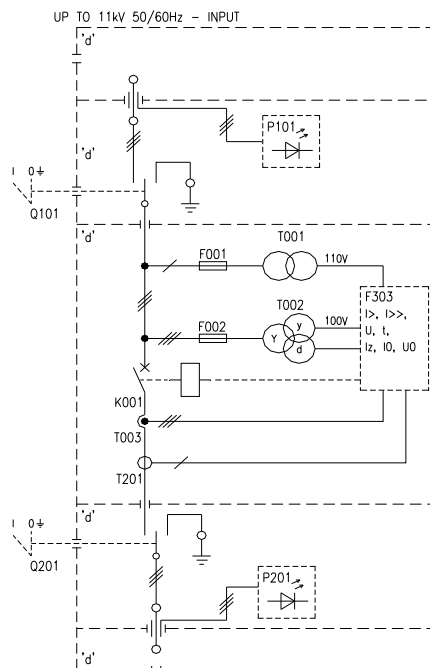 UP TO 11kV 50/60Hz – INPUT
'd'
P101
'd'
I 0
Q101
'd'
T001
F001
110V
T002
F303
I>, I>>,
U, t,
Iz, I0, U0
y
100V
F002
Y
d
K001
T003
T201
'd'
I 0
Q201
P201
'd'